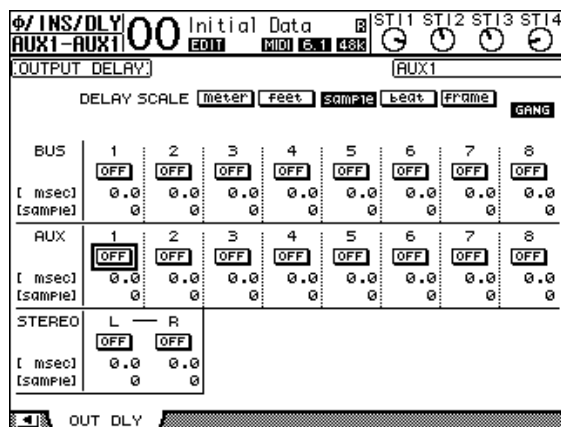 Φ/ INS/DLY 00 Initial Data R ST11 ST12 ST13 ST14
AUX1-AUX1 EDIT MIDI 6.1 48k
OUTPUT DELAY AUX1
DELAY SCALE meter feet sample beat frame
GANG
BUS 1 2 3 4 5 6 7 8
OFF OFF OFF OFF OFF OFF OFF OFF
[ msec] 0.0 0.0 0.0 0.0 0.0 0.0 0.0 0.0
[sample] 0 0 0 0 0 0 0 0
AUX 1 2 3 4 5 6 7 8
OFF OFF OFF OFF OFF OFF OFF OFF
[ msec] 0.0 0.0 0.0 0.0 0.0 0.0 0.0 0.0
[sample] 0 0 0 0 0 0 0 0
STEREO L — R
OFF OFF
[ msec] 0.0 0.0
[sample] 0 0
OUT DLY